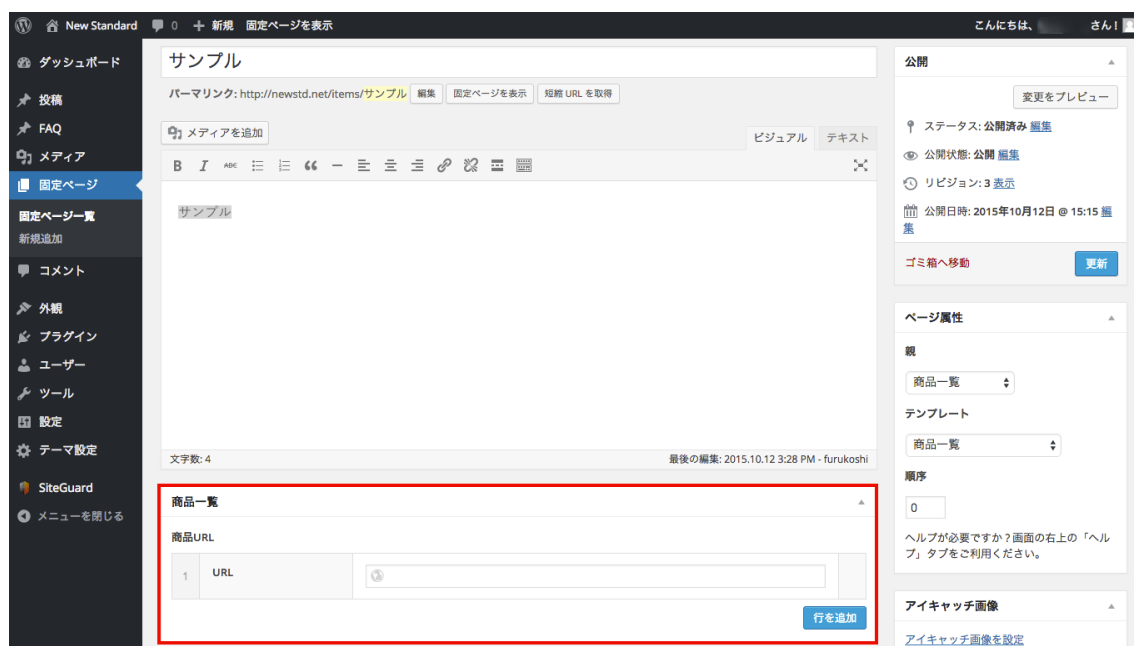 New Standard 0 新規 固定ページを表示 こんにちは、 さん!
ダッシュボード
投稿
FAQ
メディア
固定ページ
固定ページ一覧
新規追加
コメント
外観
プラグイン
ユーザー
ツール
設定
テーマ設定
SiteGuard
メニューを閉じる
サンプル
パーマリンク: http://newstd.net/items/サンプル 編集 固定ページを表示 短縮 URL を取得
メディアを追加
ビジュアル テキスト
B I ABC
サンプル
文字数: 4 最後の編集: 2015.10.12 3:28 PM - furukoshi
商品一覧
商品URL
1 URL
行を追加
公開
変更をプレビュー
ステータス: 公開済み 編集
公開状態: 公開 編集
リビジョン: 3 表示
公開日時: 2015年10月12日 @ 15:15 編
集
ゴミ箱へ移動 更新
ページ属性
親
商品一覧
テンプレート
商品一覧
順序
0
ヘルプが必要ですか ? 画面の右上の「ヘル
プ」タブをご利用ください。
アイキャッチ画像
アイキャッチ画像を設定